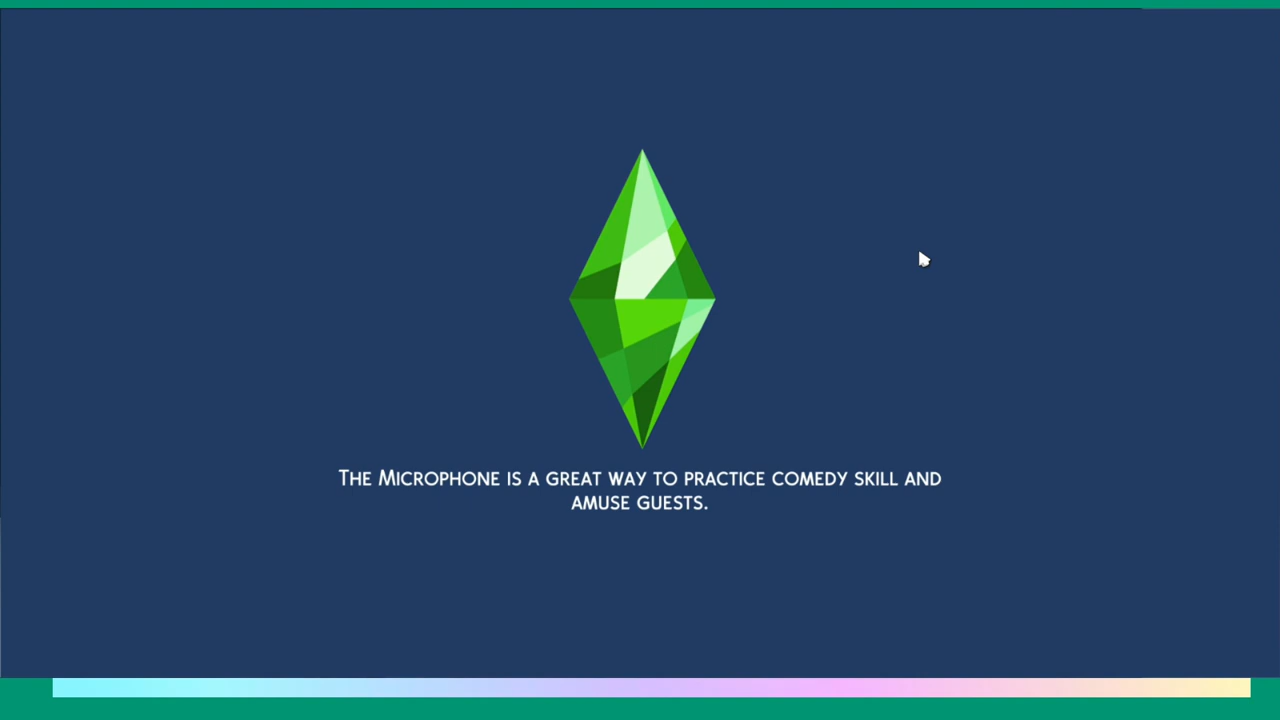 The Microphone is a great way to practice comedy skill and
amuse guests.